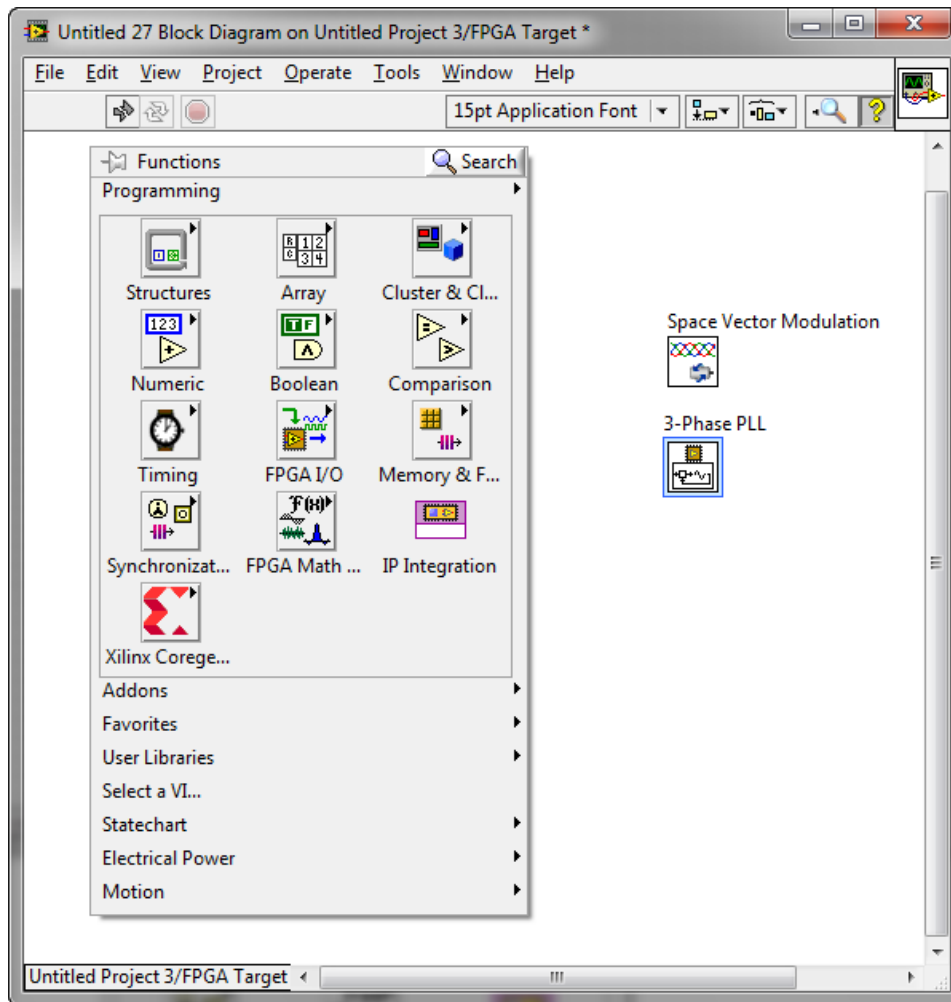 Untitled 27 Block Diagram on Untitled Project 3/FPGA Target *
File Edit View Project Operate Tools Window Help
15pt Application Font
Functions Search
Programming
Structures Array Cluster & Cl...
123 TF
Numeric Boolean Comparison
Timing FPGA I/O Memory & F...
F(x)
Synchronizat... FPGA Math ... IP Integration
Xilinx Corege...
Addons
Favorites
User Libraries
Select a VI...
Statechart
Electrical Power
Motion
Space Vector Modulation
3-Phase PLL
Untitled Project 3/FPGA Target